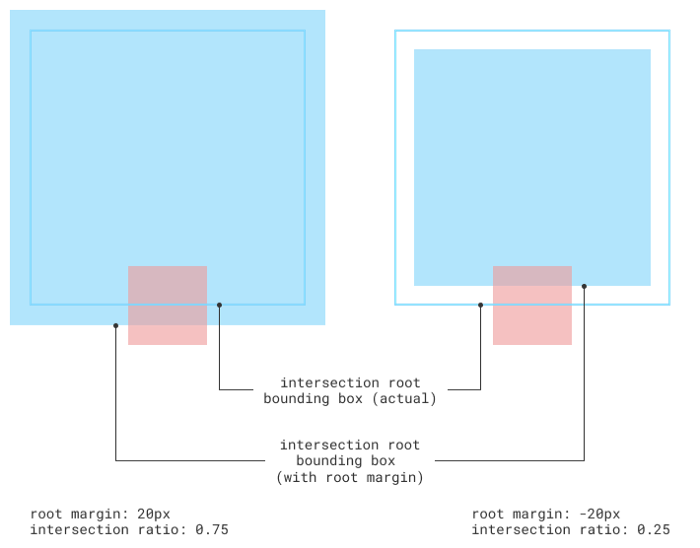 intersection root
bounding box (actual)
intersection root
bounding box
(with root margin)
root margin: 20px
intersection ratio: 0.75
root margin: -20px
intersection ratio: 0.25